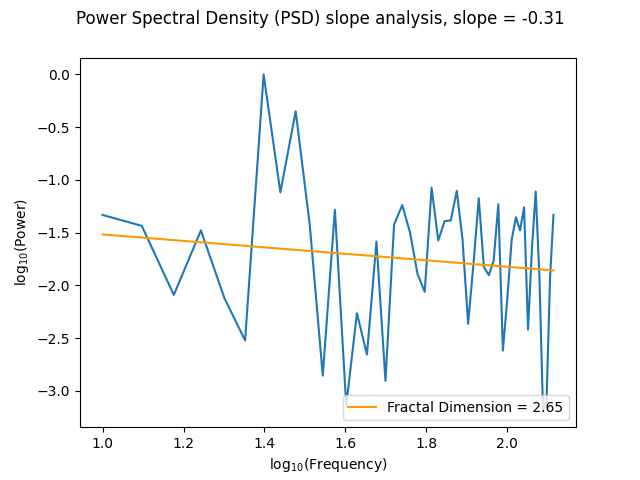 Power Spectral Density (PSD) slope analysis, slope = -0.31
0.0
−0.5
−1.0
−1.5
−2.0
−2.5
−3.0
log₁₀(Power)
Fractal Dimension = 2.65
1.0 1.2 1.4 1.6 1.8 2.0
log₁₀(Frequency)